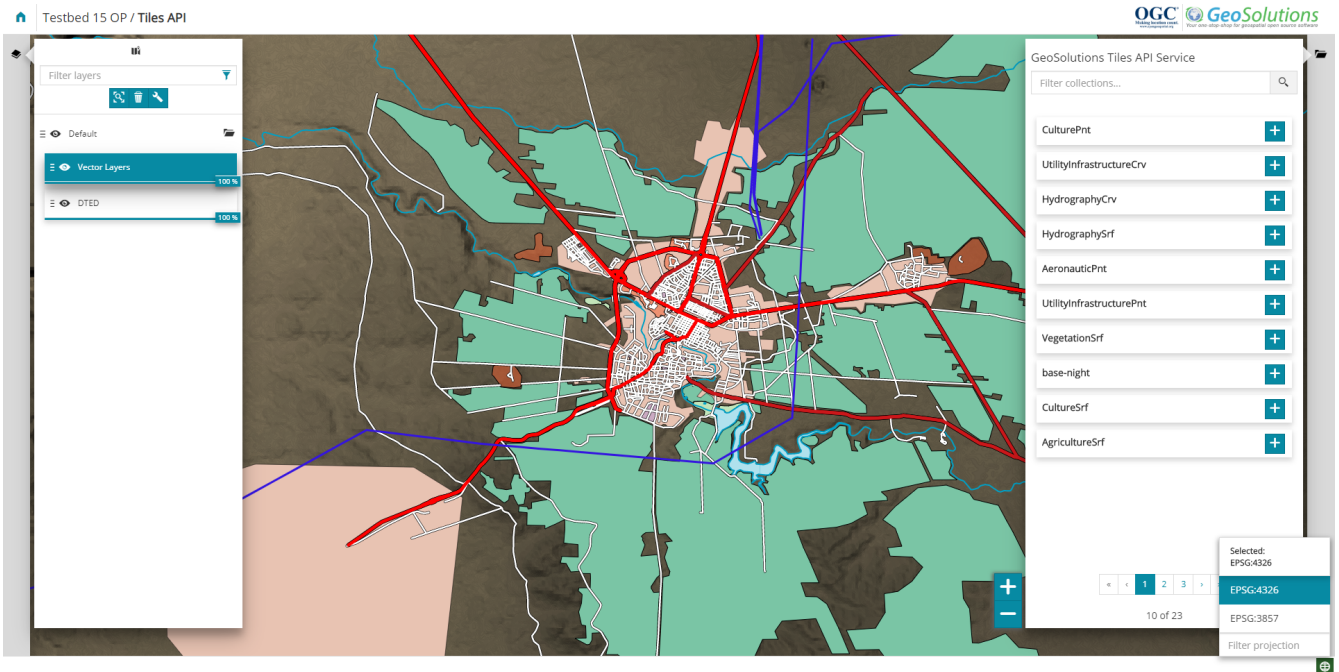 Testbed 15 OP / Tiles API
OGC
Making location count.
www.opengeospatial.org
GeoSolutions
Your one stop shop for geospatial open source software
Filter layers
Default
Vector Layers
100 %
DTED
100 %
GeoSolutions Tiles API Service
Filter collections...
CulturePnt
UtilityInfrastructureCrv
HydrographyCrv
HydrographySrf
AeronauticPnt
UtilityInfrastructurePnt
VegetationSrf
base-night
CultureSrf
AgricultureSrf
« ‹ 1 2 3 ›
10 of 23
Selected:
EPSG:4326
EPSG:4326
EPSG:3857
Filter projection